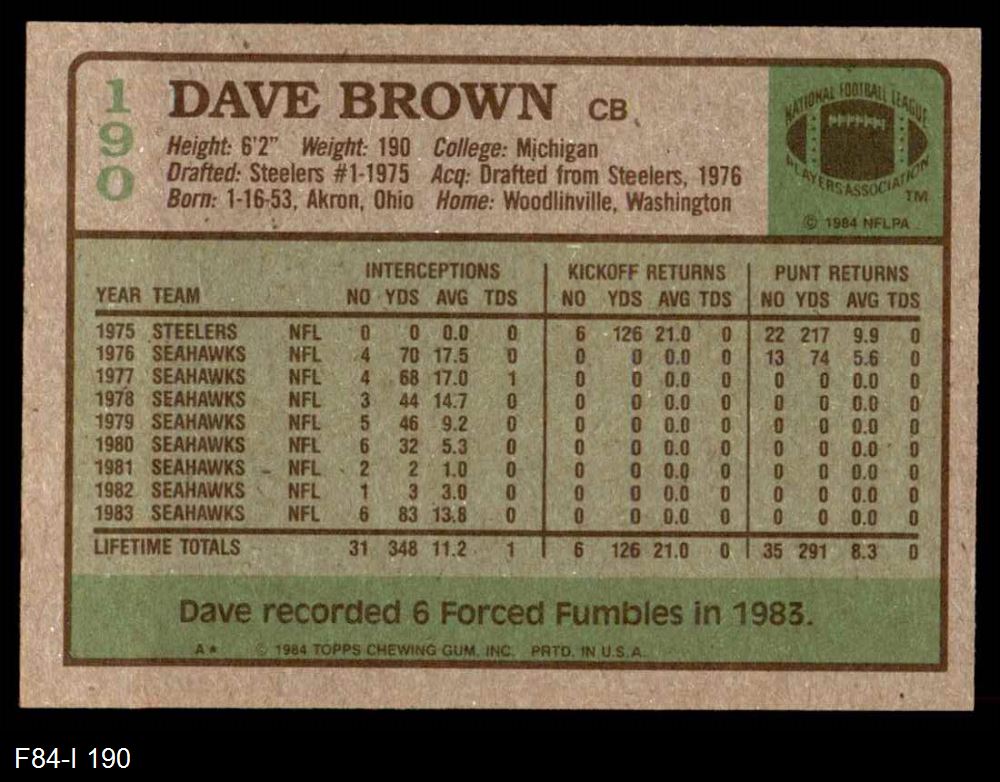 190
DAVE BROWN CB
Height: 6'2" Weight: 190 College: Michigan
Drafted: Steelers #1-1975 Acq: Drafted from Steelers, 1976
Born: 1-16-53, Akron, Ohio Home: Woodlinville, Washington
NATIONAL FOOTBALL LEAGUE
PLAYERS ASSOCIATION
TM
© 1984 NFLPA
INTERCEPTIONS KICKOFF RETURNS PUNT RETURNS
YEAR TEAM NO YDS AVG TDS NO YDS AVG TDS NO YDS AVG TDS
1975 STEELERS NFL 0 0 0.0 0 6 126 21.0 0 22 217 9.9 0
1976 SEAHAWKS NFL 4 70 17.5 0 0 0 0.0 0 13 74 5.6 0
1977 SEAHAWKS NFL 4 68 17.0 1 0 0 0.0 0 0 0 0.0 0
1978 SEAHAWKS NFL 3 44 14.7 0 0 0 0.0 0 0 0 0.0 0
1979 SEAHAWKS NFL 5 46 9.2 0 0 0 0.0 0 0 0 0.0 0
1980 SEAHAWKS NFL 6 32 5.3 0 0 0 0.0 0 0 0 0.0 0
1981 SEAHAWKS NFL 2 2 1.0 0 0 0 0.0 0 0 0 0.0 0
1982 SEAHAWKS NFL 1 3 3.0 0 0 0 0.0 0 0 0 0.0 0
1983 SEAHAWKS NFL 6 83 13.8 0 0 0 0.0 0 0 0 0.0 0
LIFETIME TOTALS 31 348 11.2 1 6 126 21.0 0 35 291 8.3 0
Dave recorded 6 Forced Fumbles in 1983.
A* © 1984 TOPPS CHEWING GUM, INC. PRTD. IN U.S.A.
F84-I 190